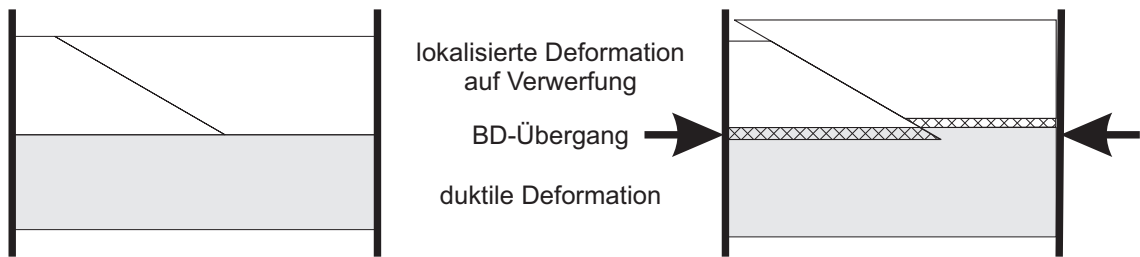 lokalisierte Deformation
auf Verwerfung
BD-Übergang
duktile Deformation